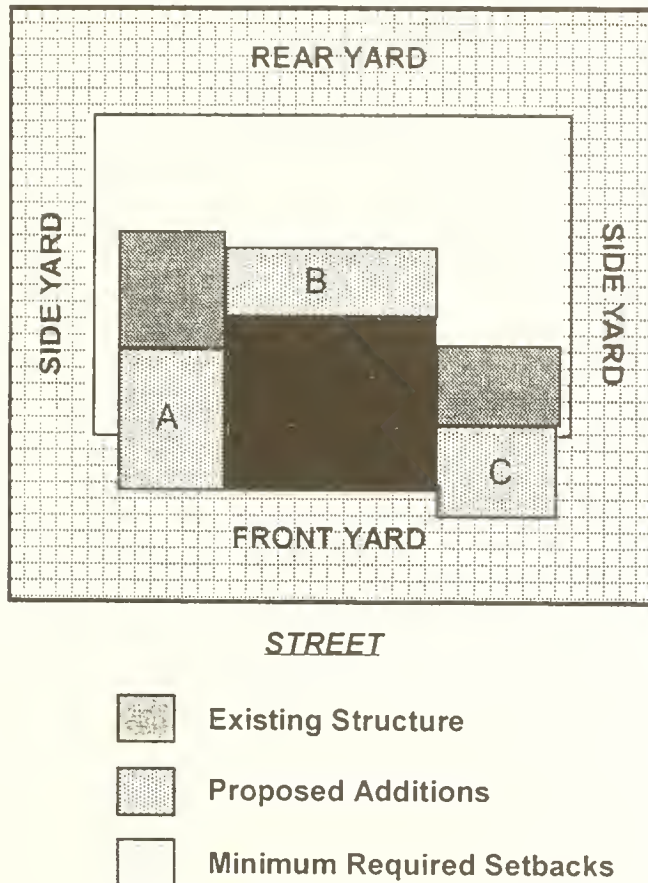 REAR YARD
SIDE YARD
SIDE YARD
B
A
C
FRONT YARD
STREET
Existing Structure
Proposed Additions
Minimum Required Setbacks